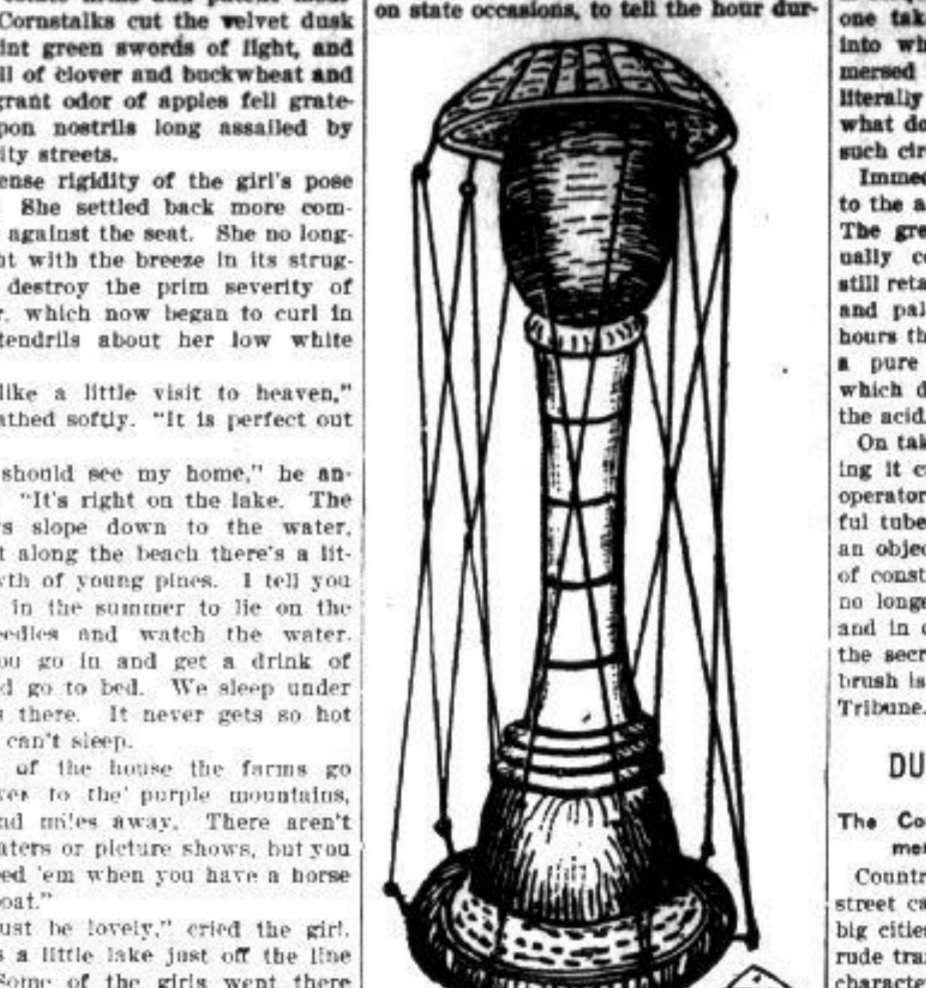 Cornstalks cut the velvet dusk
int green swords of light, and
ll of clover and buckwheat and
grant odor of apples fell grate-
pon nostrils long assailed by
ity streets.
ense rigidity of the girl's pose
She settled back more com-
against the seat. She no long-
ht with the breeze in its strug-
destroy the prim severity of
r, which now began to curl in
tendrils about her low white
like a little visit to heaven,"
athed softly. "It is perfect out
should see my home," he an-
"It's right on the lake. The
s slope down to the water,
t along the beach there's a lit-
vth of young pines. I tell you
in the summer to lie on the
edles and watch the water.
ou go in and get a drink of
d go to bed. We sleep under
s there. It never gets so hot
can't sleep.
of the house the farms go
ver to the purple mountains,
nd miles away. There aren't
aters or picture shows, but you
eed 'em when you have a horse
oat."
ust be lovely," cried the girl.
s a little lake just off the line
Some of the girls went there
on state occasions, to tell the hour dur-
one tak
into wh
mersed
literally
what do
such cir
Immed
to the a
The gre
ually co
still reta
and pal
hours th
a pure
which d
the acid
On tak
ing it c
operator
ful tube
an objec
of const
no longe
and in c
the secr
brush is
Tribune.
DU
The Co
me
Countr
street ca
big cities
rude tra
characte